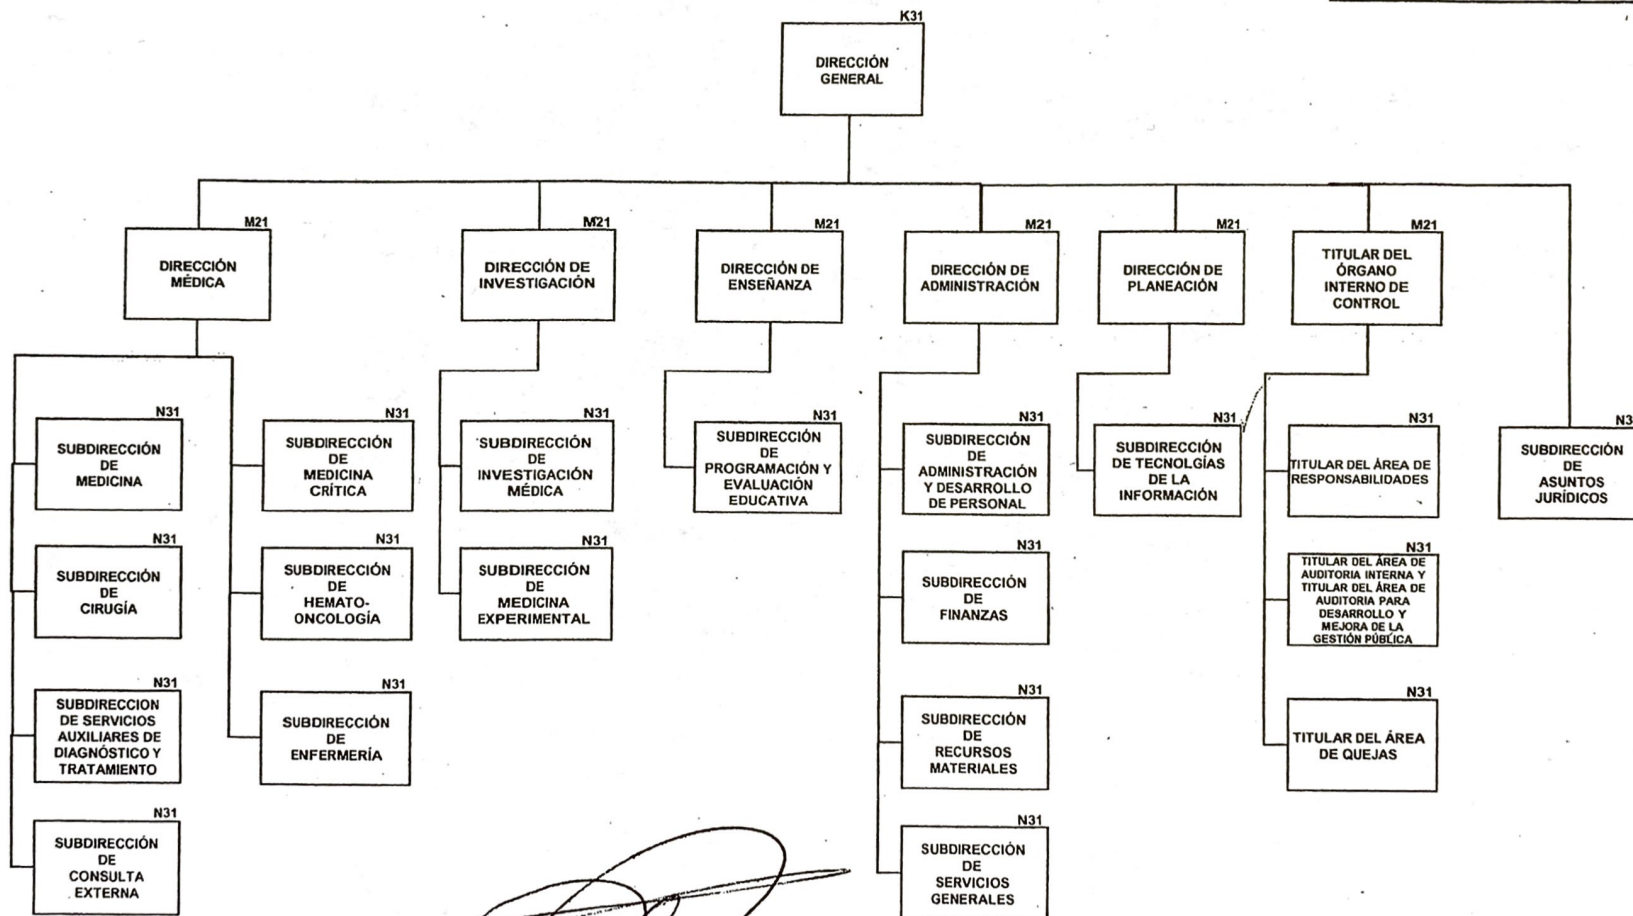 K31
DIRECCIÓN
GENERAL
M21
DIRECCIÓN
MÉDICA
M21
DIRECCIÓN DE
INVESTIGACIÓN
M21
DIRECCIÓN DE
ENSEÑANZA
M21
DIRECCIÓN DE
ADMINISTRACIÓN
M21
DIRECCIÓN DE
PLANEACIÓN
M21
TITULAR DEL
ÓRGANO
INTERNO DE
CONTROL
N31
SUBDIRECCIÓN
DE
MEDICINA
N31
SUBDIRECCIÓN
DE
MEDICINA
CRÍTICA
N31
SUBDIRECCIÓN
DE
INVESTIGACIÓN
MÉDICA
N31
SUBDIRECCIÓN
DE
PROGRAMACIÓN Y
EVALUACIÓN
EDUCATIVA
N31
SUBDIRECCIÓN
DE
ADMINISTRACIÓN
Y DESARROLLO
DE PERSONAL
N31
SUBDIRECCIÓN
DE TECNOLGÍAS
DE LA
INFORMACIÓN
N31
TITULAR DEL ÁREA DE
RESPONSABILIDADES
N3
SUBDIRECCIÓN
DE
ASUNTOS
JURÍDICOS
N31
SUBDIRECCIÓN
DE
CIRUGÍA
N31
SUBDIRECCIÓN
DE
HEMATO-
ONCOLOGÍA
N31
SUBDIRECCIÓN
DE
MEDICINA
EXPERIMENTAL
N31
SUBDIRECCIÓN
DE
FINANZAS
N31
TITULAR DEL ÁREA DE
AUDITORIA INTERNA Y
TITULAR DEL ÁREA DE
AUDITORIA PARA
DESARROLLO Y
MEJORA DE LA
GESTIÓN PÚBLICA
N31
SUBDIRECCION
DE SERVICIOS
AUXILIARES DE
DIAGNÓSTICO Y
TRATAMIENTO
N31
SUBDIRECCIÓN
DE
ENFERMERÍA
N31
SUBDIRECCIÓN
DE
RECURSOS
MATERIALES
N31
TITULAR DEL ÁREA
DE QUEJAS
N31
SUBDIRECCIÓN
DE
CONSULTA
EXTERNA
N31
SUBDIRECCIÓN
DE
SERVICIOS
GENERALES